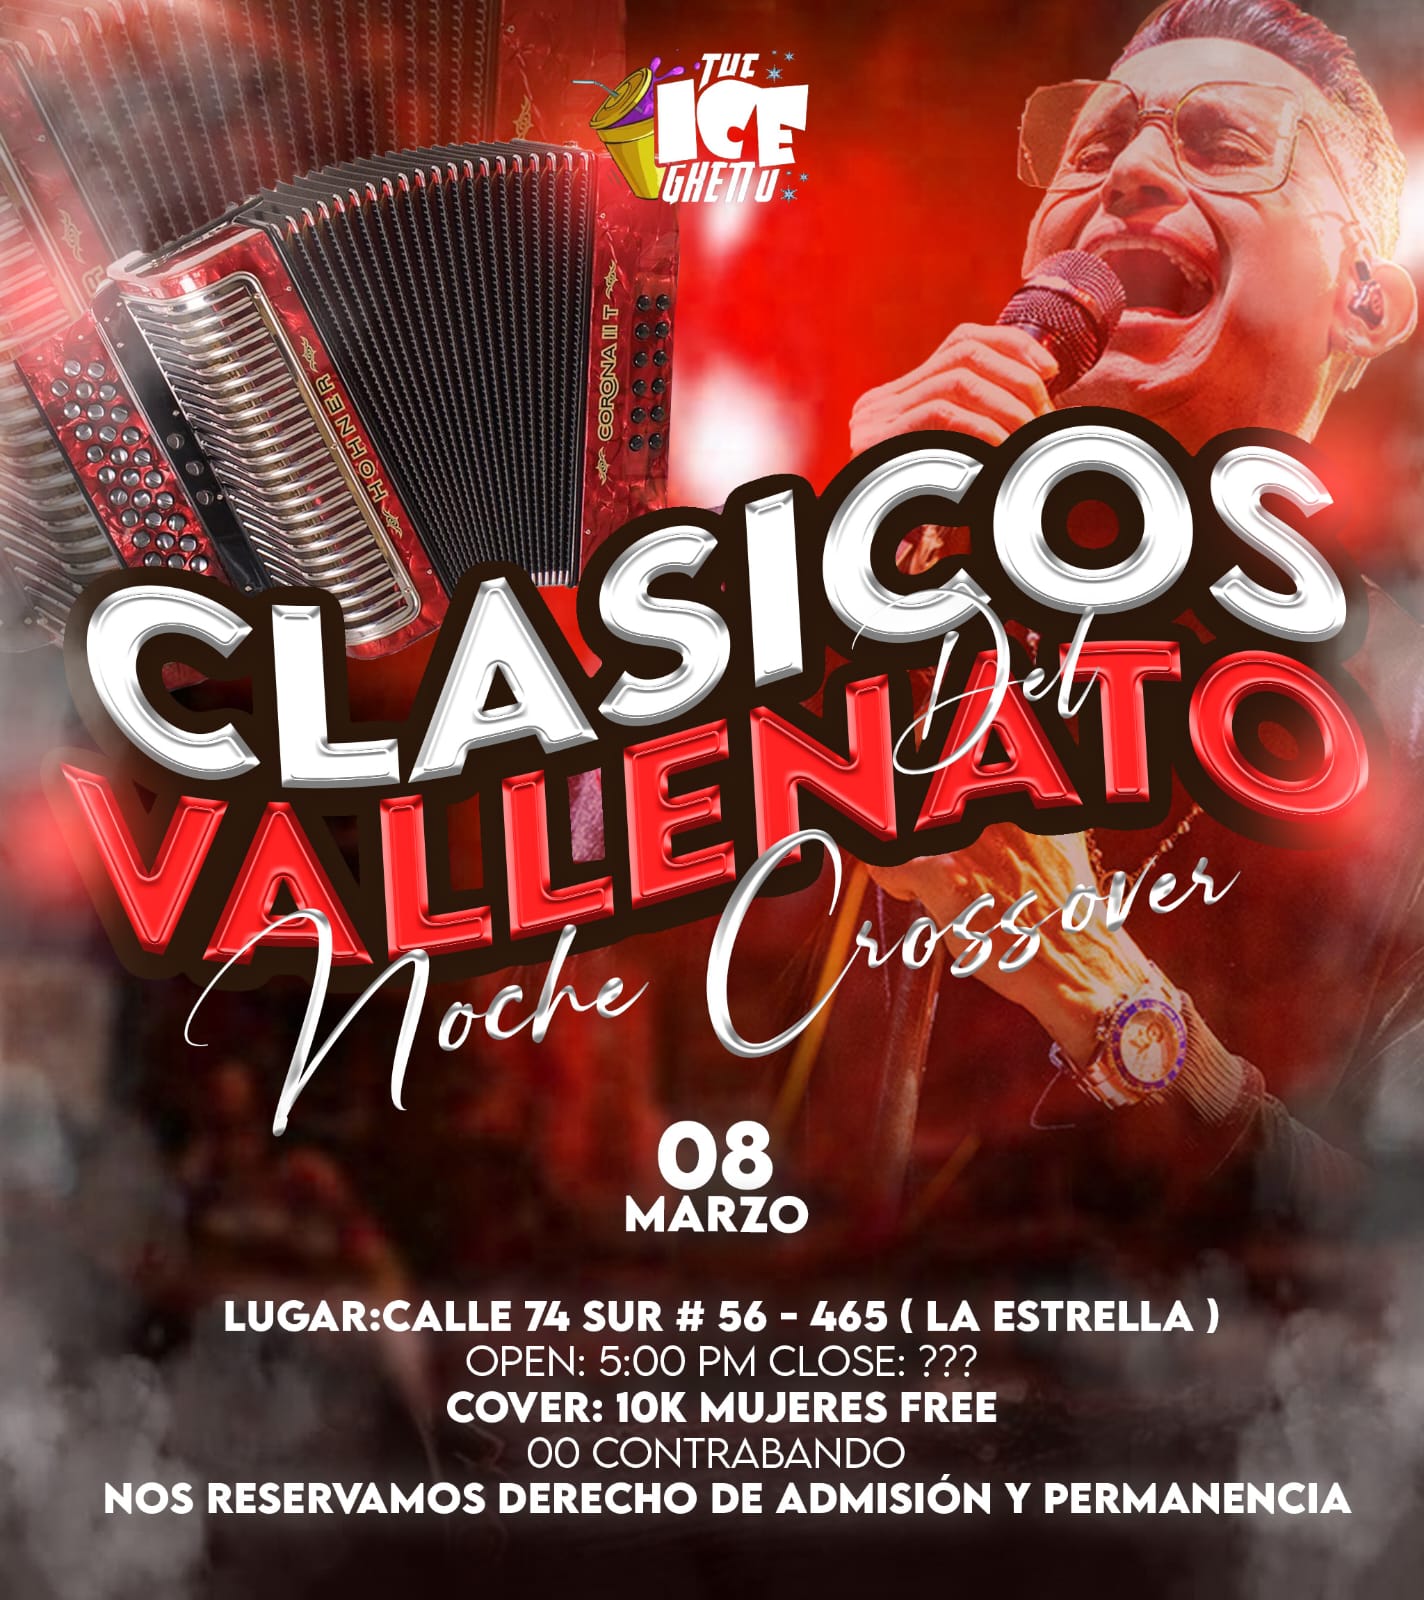 THE
ICE
GHETTO
HOHNER
CORONA III T
CLASICOS
Del
VALLENATO
Noche Crossover
08
MARZO
LUGAR:CALLE 74 SUR # 56 - 465 ( LA ESTRELLA )
OPEN: 5:00 PM CLOSE: ???
COVER: 10K MUJERES FREE
00 CONTRABANDO
NOS RESERVAMOS DERECHO DE ADMISIÓN Y PERMANENCIA